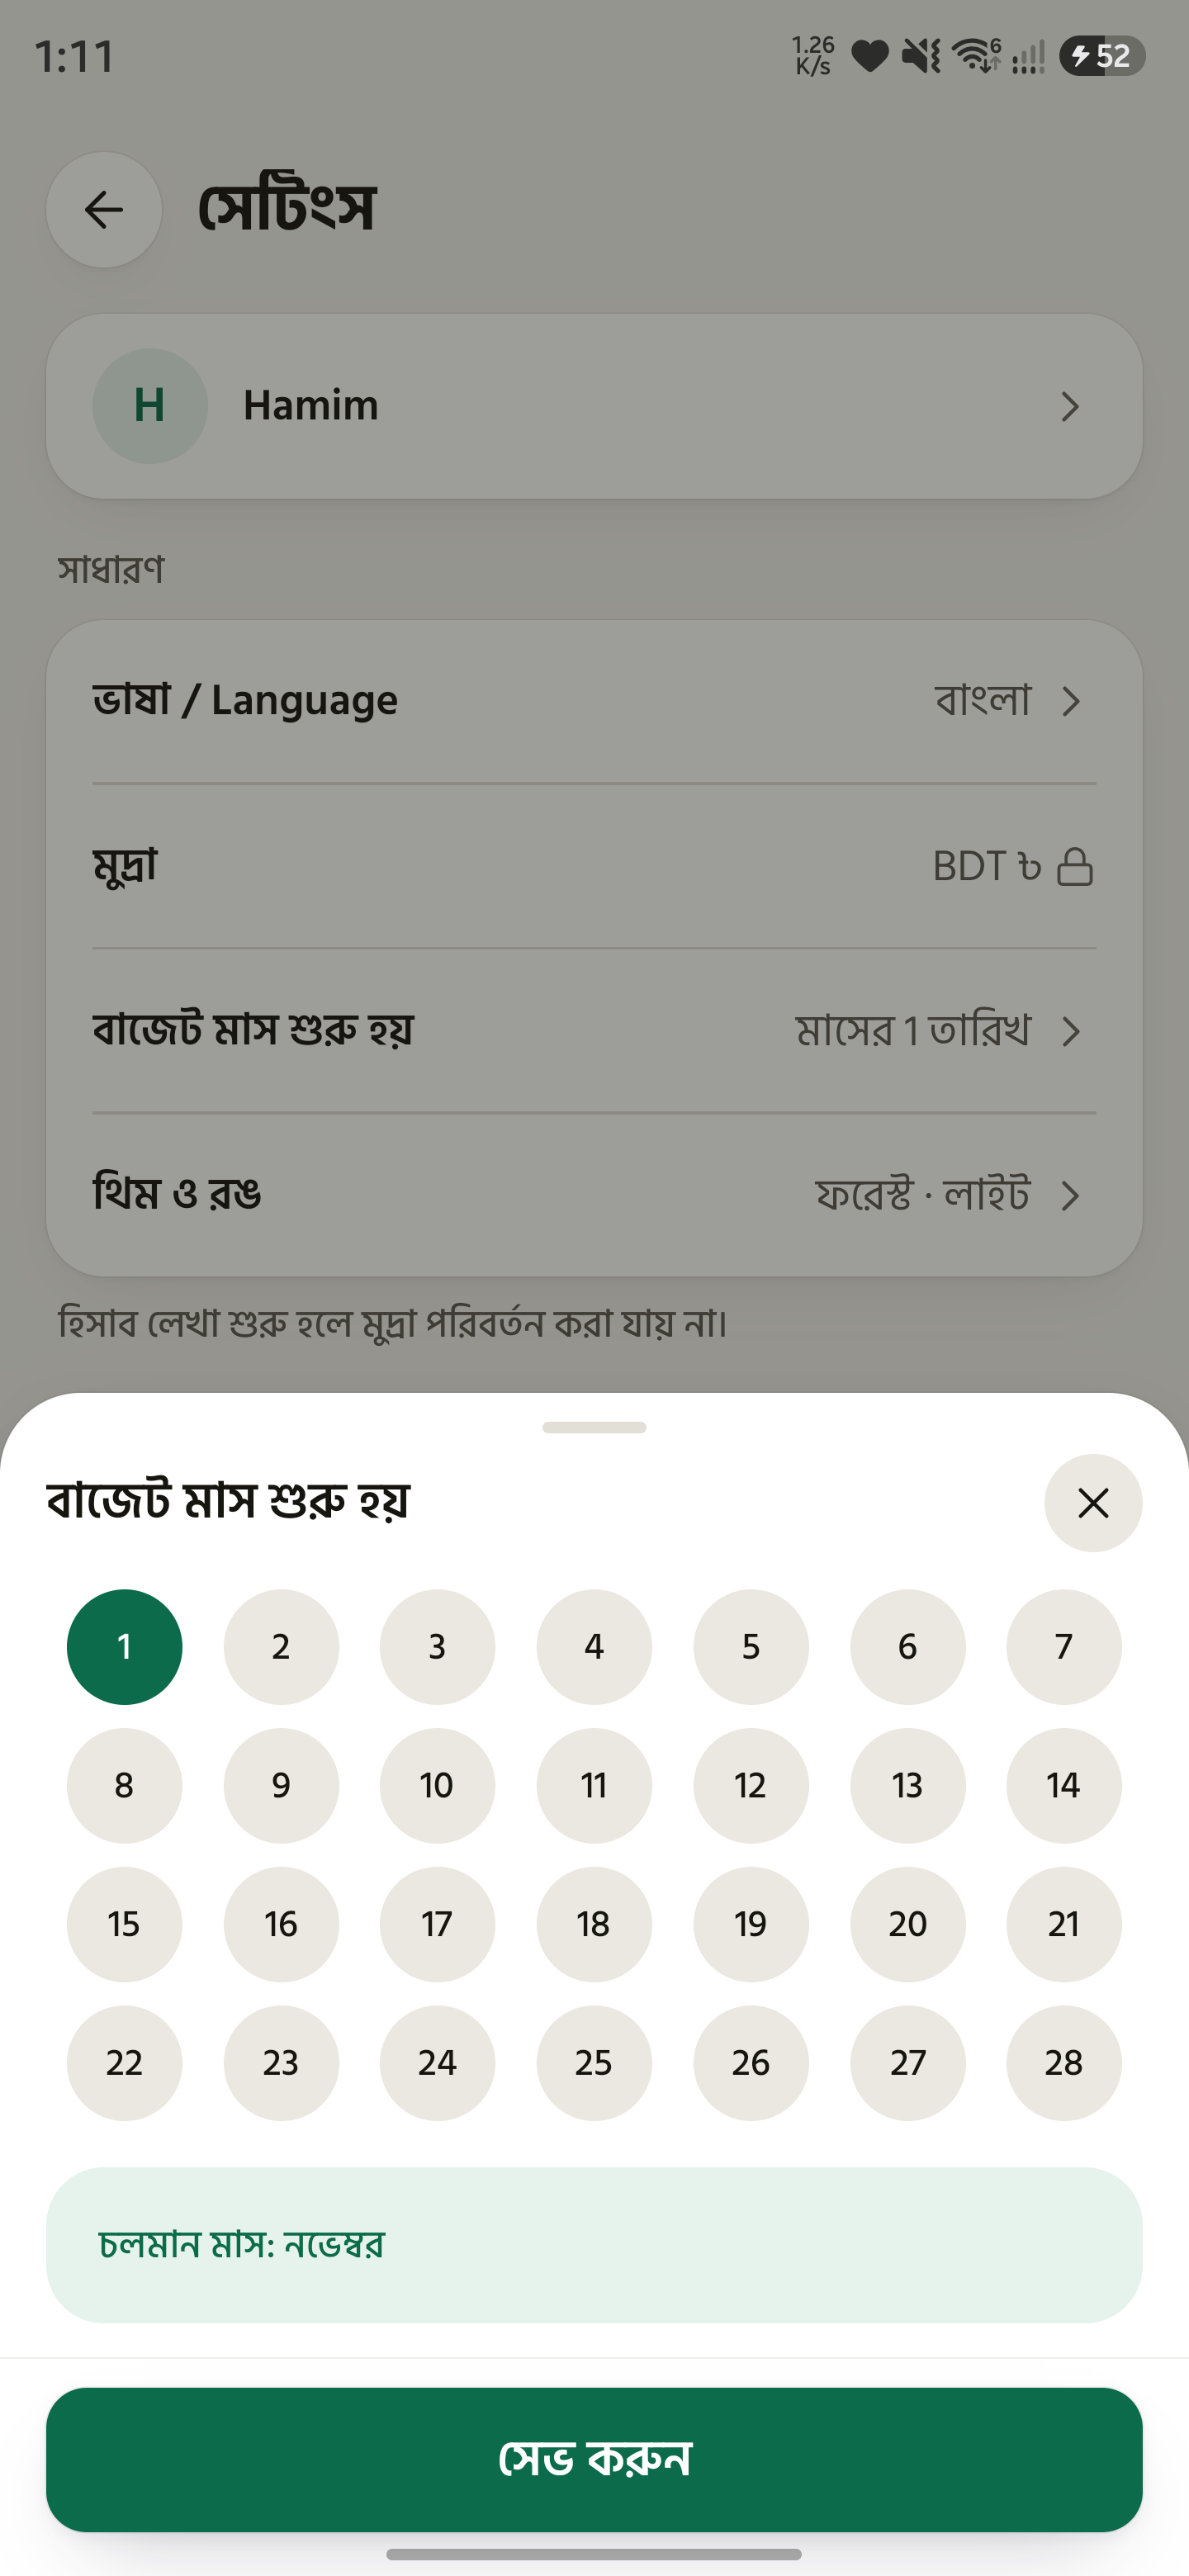 1:11
1.26
K/s
6
52
সেটিংস
H
Hamim
সাধারণ
ভাষা / Language
বাংলা
মুদ্রা
BDT ৳
বাজেট মাস শুরু হয়
মাসের 1 তারিখ
থিম ও রঙ
ফরেস্ট · লাইট
হিসাব লেখা শুরু হলে মুদ্রা পরিবর্তন করা যায় না।
বাজেট মাস শুরু হয়
1 2 3 4 5 6 7
8 9 10 11 12 13 14
15 16 17 18 19 20 21
22 23 24 25 26 27 28
চলমান মাস: নভেম্বর
সেভ করুন